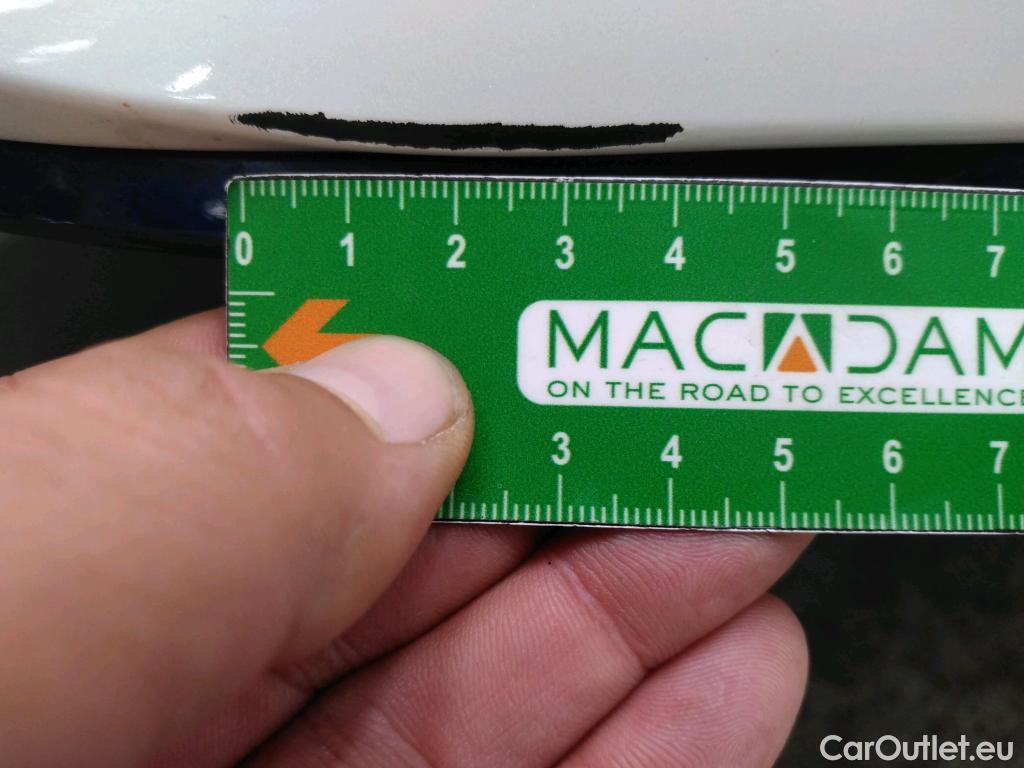 0 1 2 3 4 5 6 7
MACADAM
ON THE ROAD TO EXCELLENCE
3 4 5 6 7
CarOutlet.eu